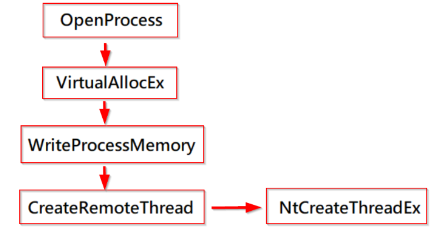 OpenProcess
VirtualAllocEx
WriteProcessMemory
CreateRemoteThread
NtCreateThreadEx